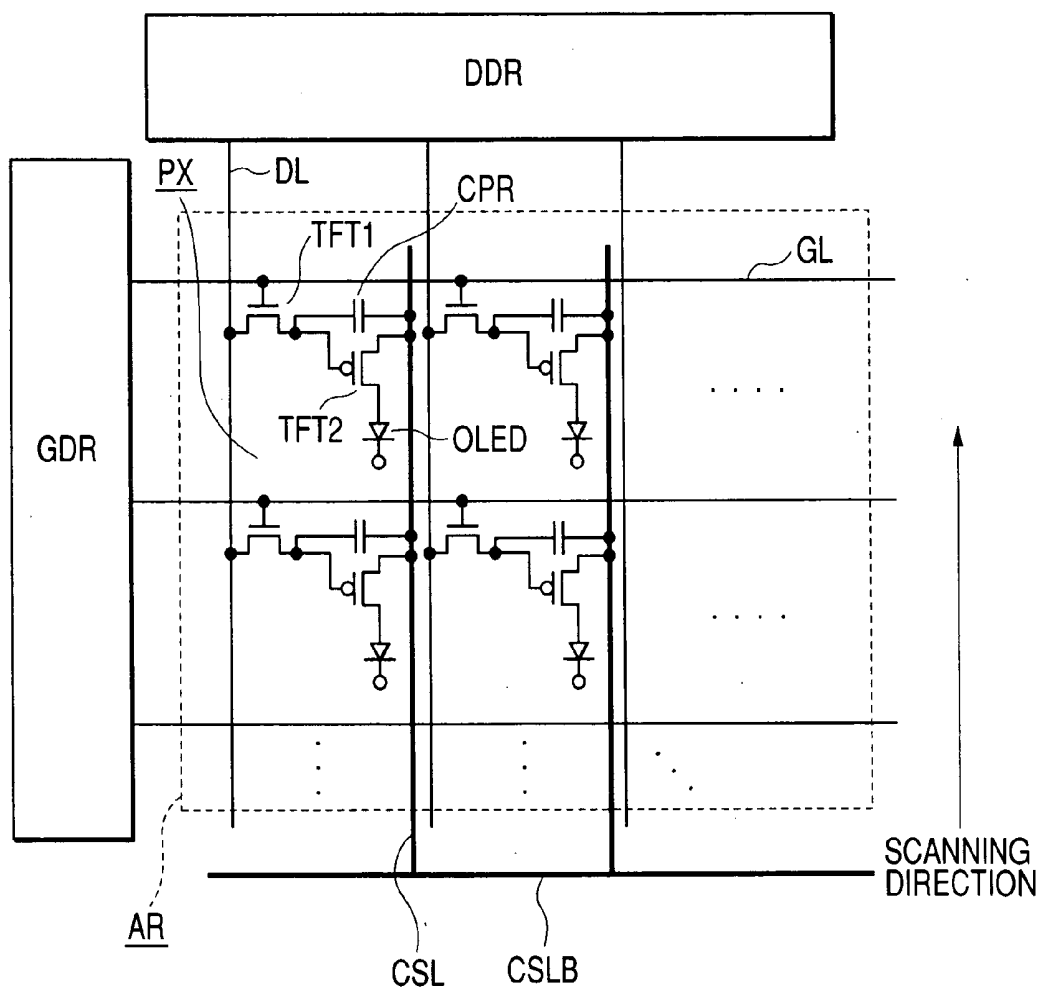 DDR
PX
DL
CPR
TFT1
GL
TFT2
OLED
GDR
SCANNING
DIRECTION
AR
CSL
CSLB